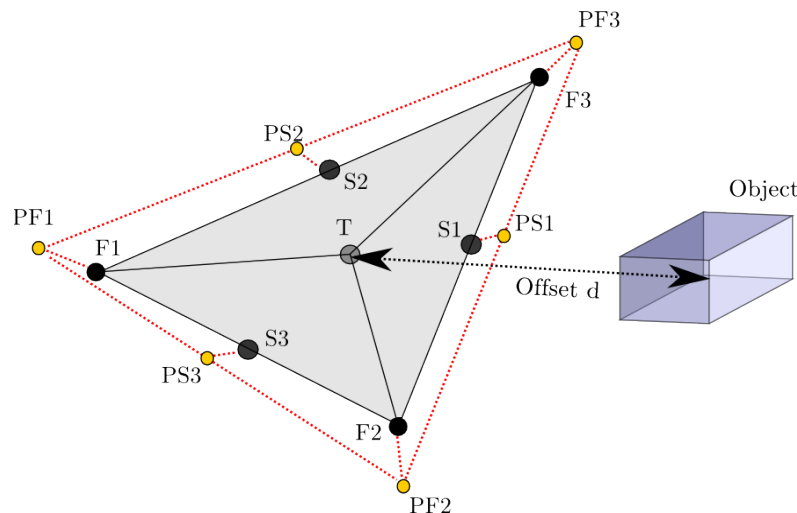 PF3
F3
PS2
S2
Object
PF1
F1
T
S1
PS1
Offset d
S3
PS3
F2
PF2